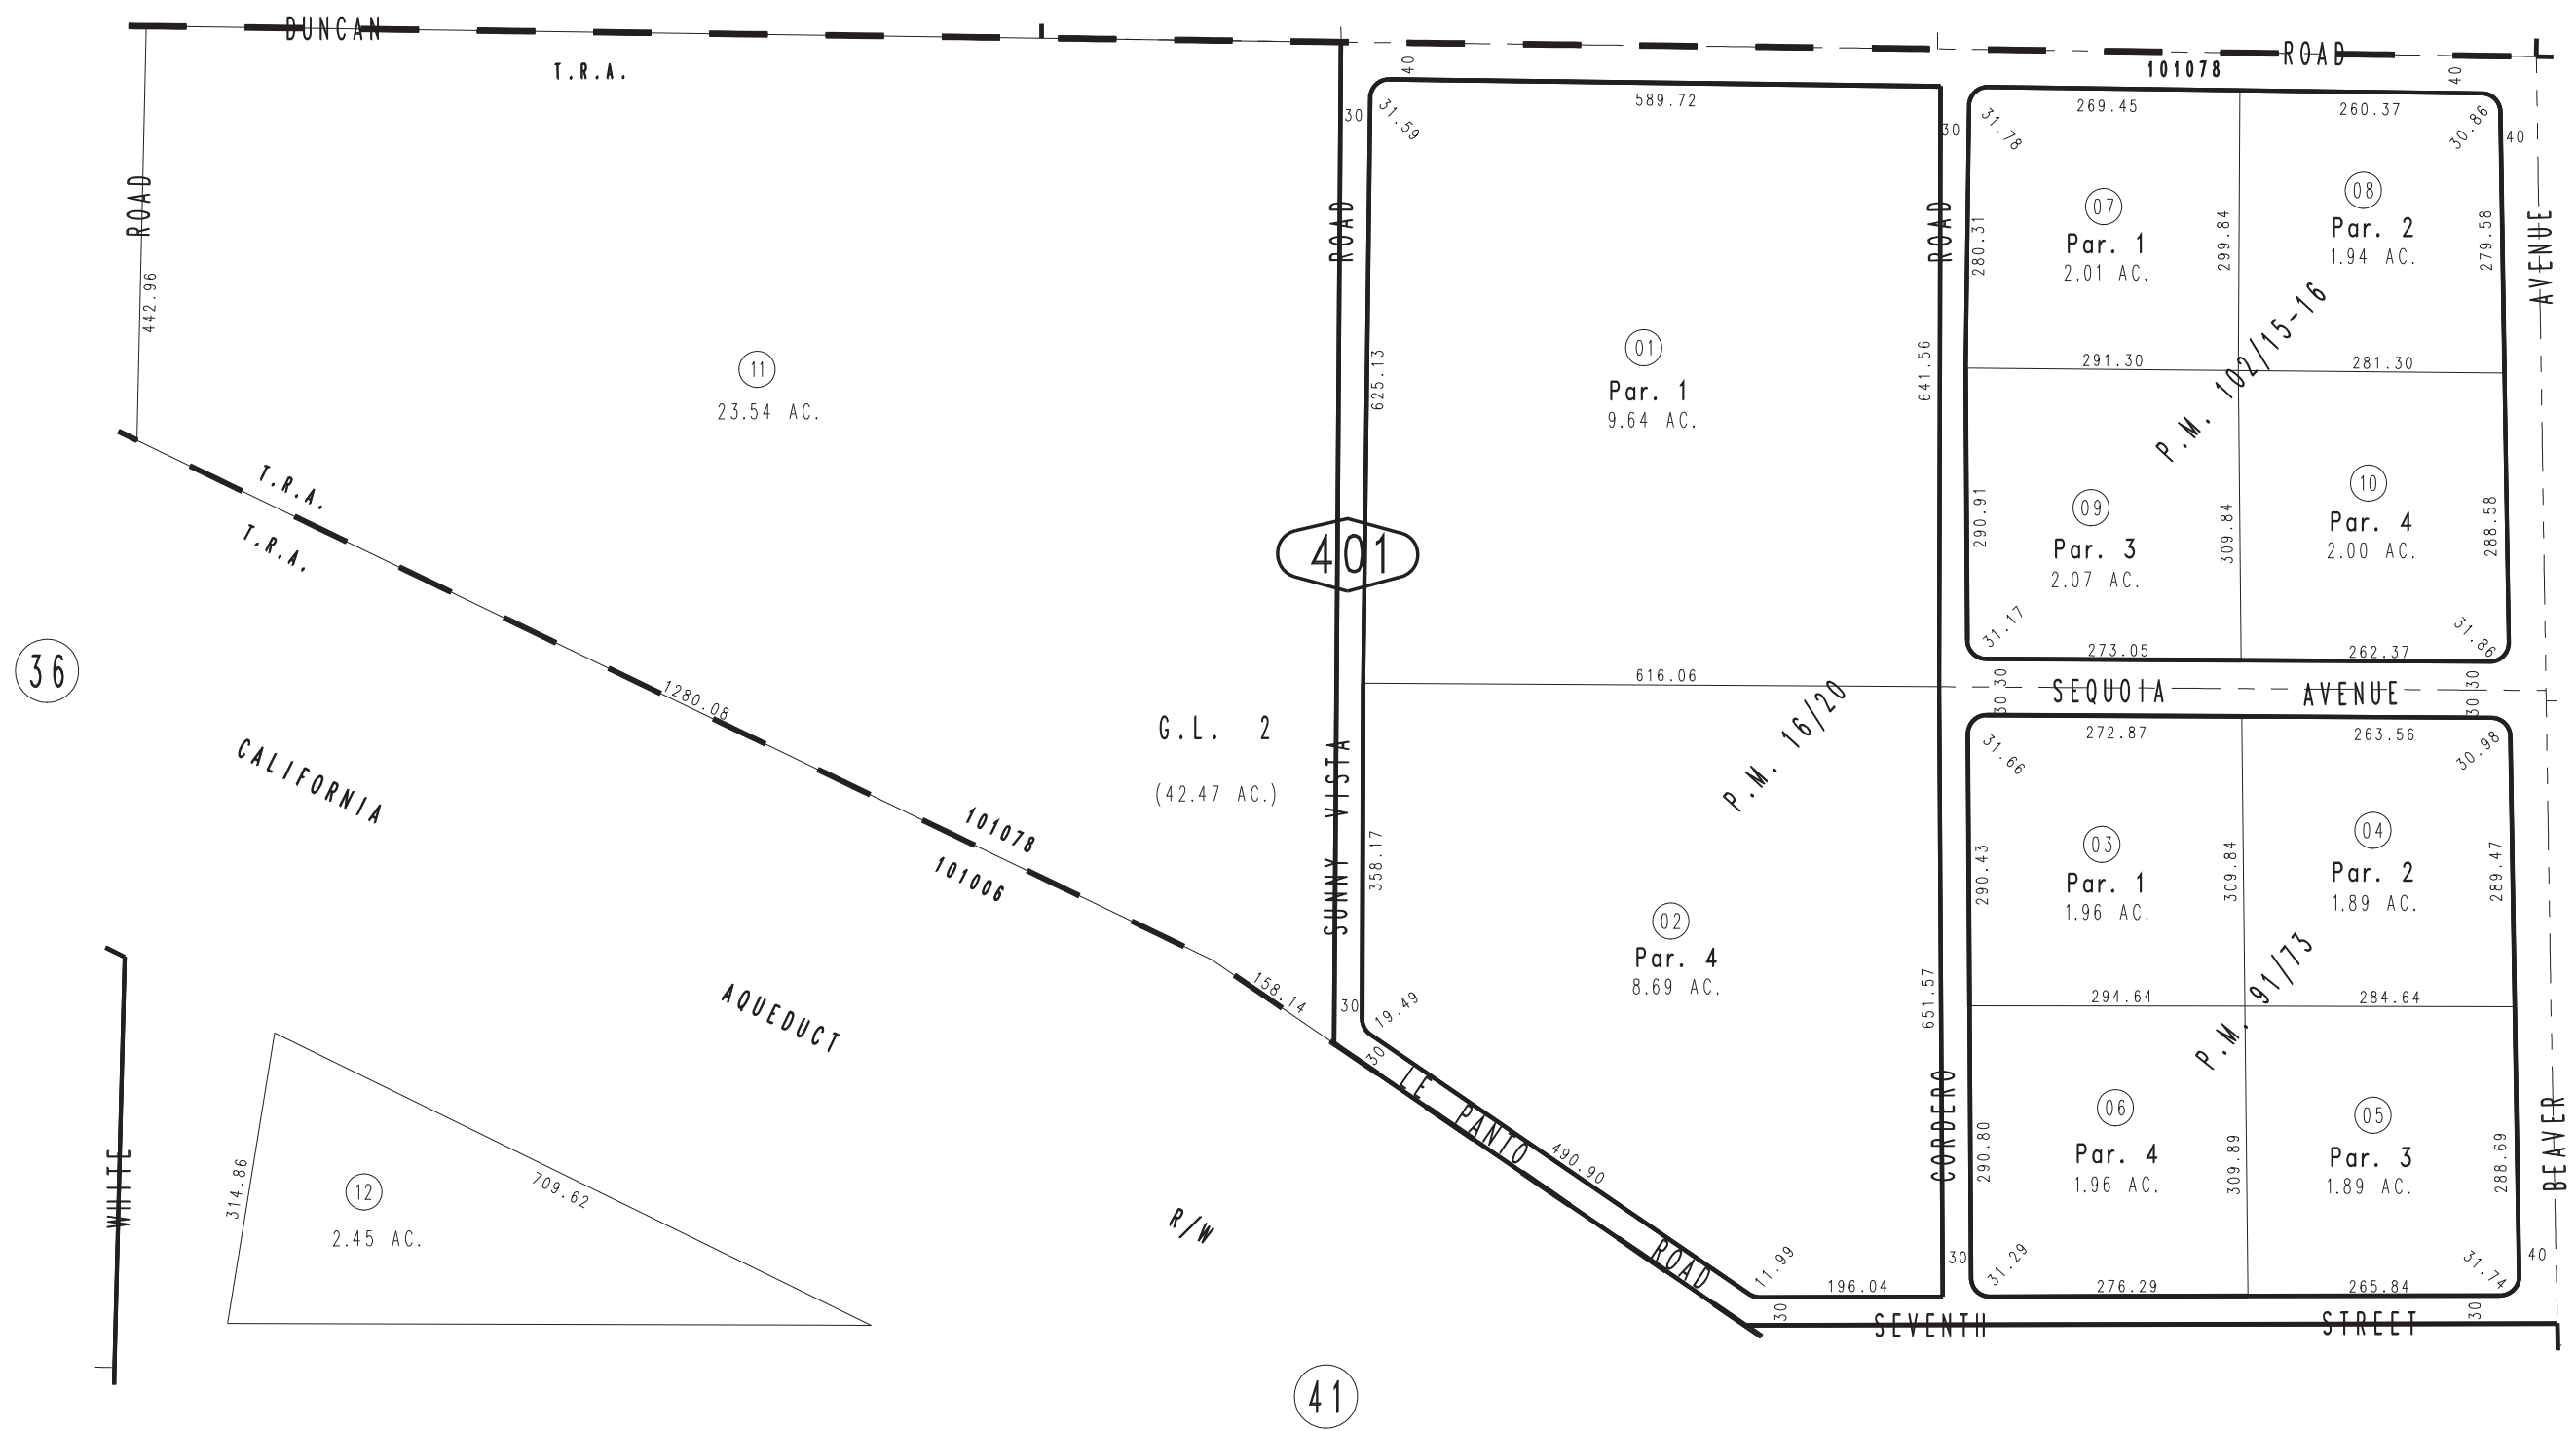 DUNCAN
ROAD
T.R.A.
101078
40
40
589.72
269.45
260.37
30
31.59
30
31.78
30.86
40
ROAD
442.96
ROAD
ROAD
AVENUE
07
Par. 1
2.01 AC.
08
Par. 2
1.94 AC.
280.31
299.84
279.58
11
23.54 AC.
01
Par. 1
9.64 AC.
625.13
641.56
291.30
281.30
P.M. 102/15-16
T.R.A.
T.R.A.
401
09
Par. 3
2.07 AC.
10
Par. 4
2.00 AC.
290.91
309.84
288.58
31.17
31.86
273.05
262.37
36
1280.08
616.06
30
30
SEQUOIA
AVENUE
30
30
G.L. 2
(42.47 AC.)
P.M. 16/20
272.87
263.56
31.66
30.98
CALIFORNIA
SUNNY VISTA
101078
101006
358.17
03
Par. 1
1.96 AC.
04
Par. 2
1.89 AC.
290.43
309.84
289.47
02
Par. 4
8.69 AC.
651.57
P.M. 91/73
158.14
30
19.49
294.64
284.64
AQUEDUCT
30
LE PANTO
ROAD
490.90
CORDERO
BEAVER
06
Par. 4
1.96 AC.
05
Par. 3
1.89 AC.
290.80
309.89
288.69
WHITE
314.86
709.62
12
2.45 AC.
R/W
11.99
196.04
30
31.29
276.29
265.84
31.74
40
30
SEVENTH
STREET
30
41